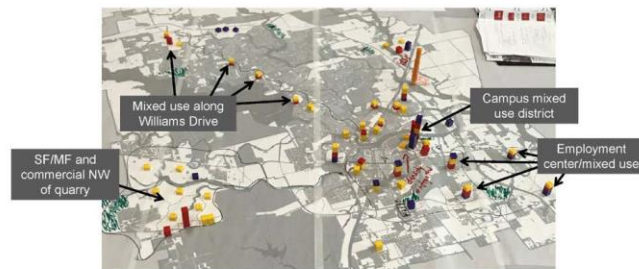 Mixed use along
Williams Drive
Campus mixed
use district
SF/MF and
commercial NW
of quarry
Employment
center/mixed use